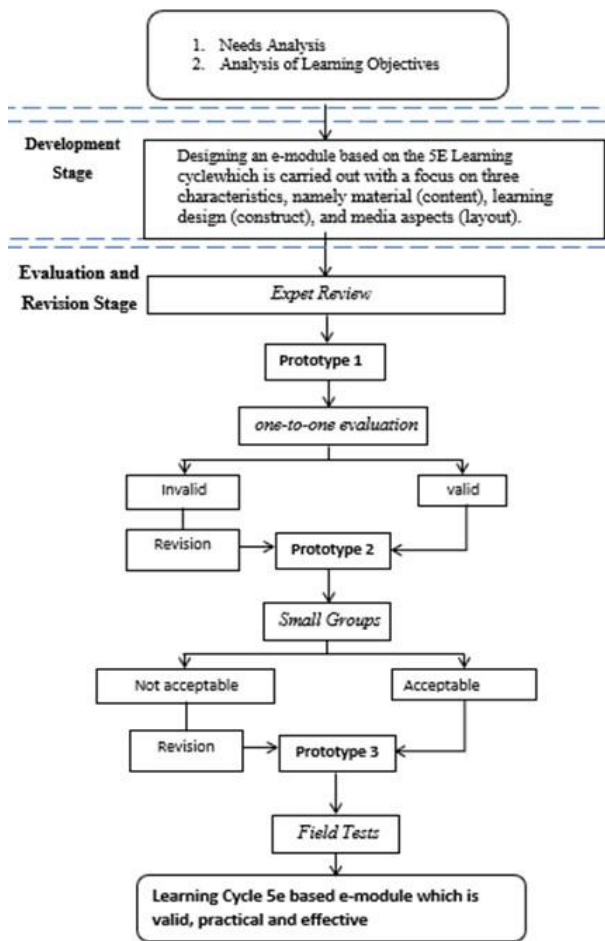 1. Needs Analysis
2. Analysis of Learning Objectives
Development
Stage
Designing an e-module based on the 5E Learning
cyclewhich is carried out with a focus on three
characteristics, namely material (content), learning
design (construct), and media aspects (layout).
Evaluation and
Revision Stage
Expet Review
Prototype 1
one-to-one evaluation
Invalid
valid
Revision
Prototype 2
Small Groups
Not acceptable
Acceptable
Revision
Prototype 3
Field Tests
Learning Cycle 5e based e-module which is
valid, practical and effective